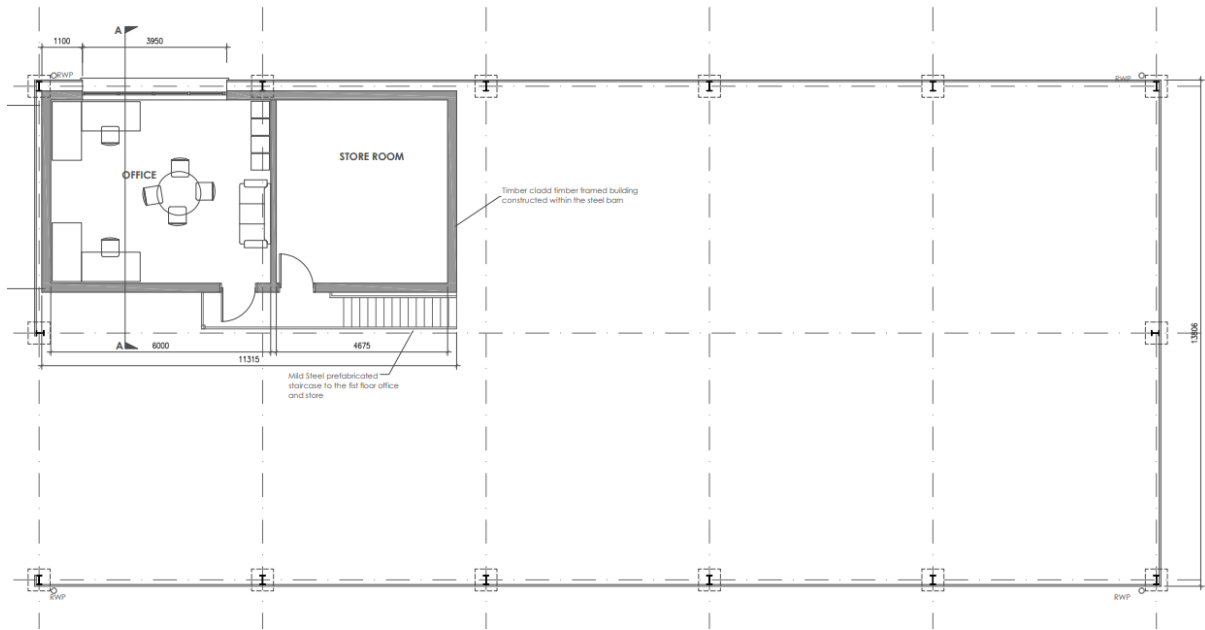 A
1100
3950
RWP
RWP
STORE ROOM
OFFICE
Timber cladd timber framed building
constructed within the steel barn
A
6000
4675
11315
13806
Mild Steel prefabricated
staircase to the fist floor office
and store
RWP
RWP